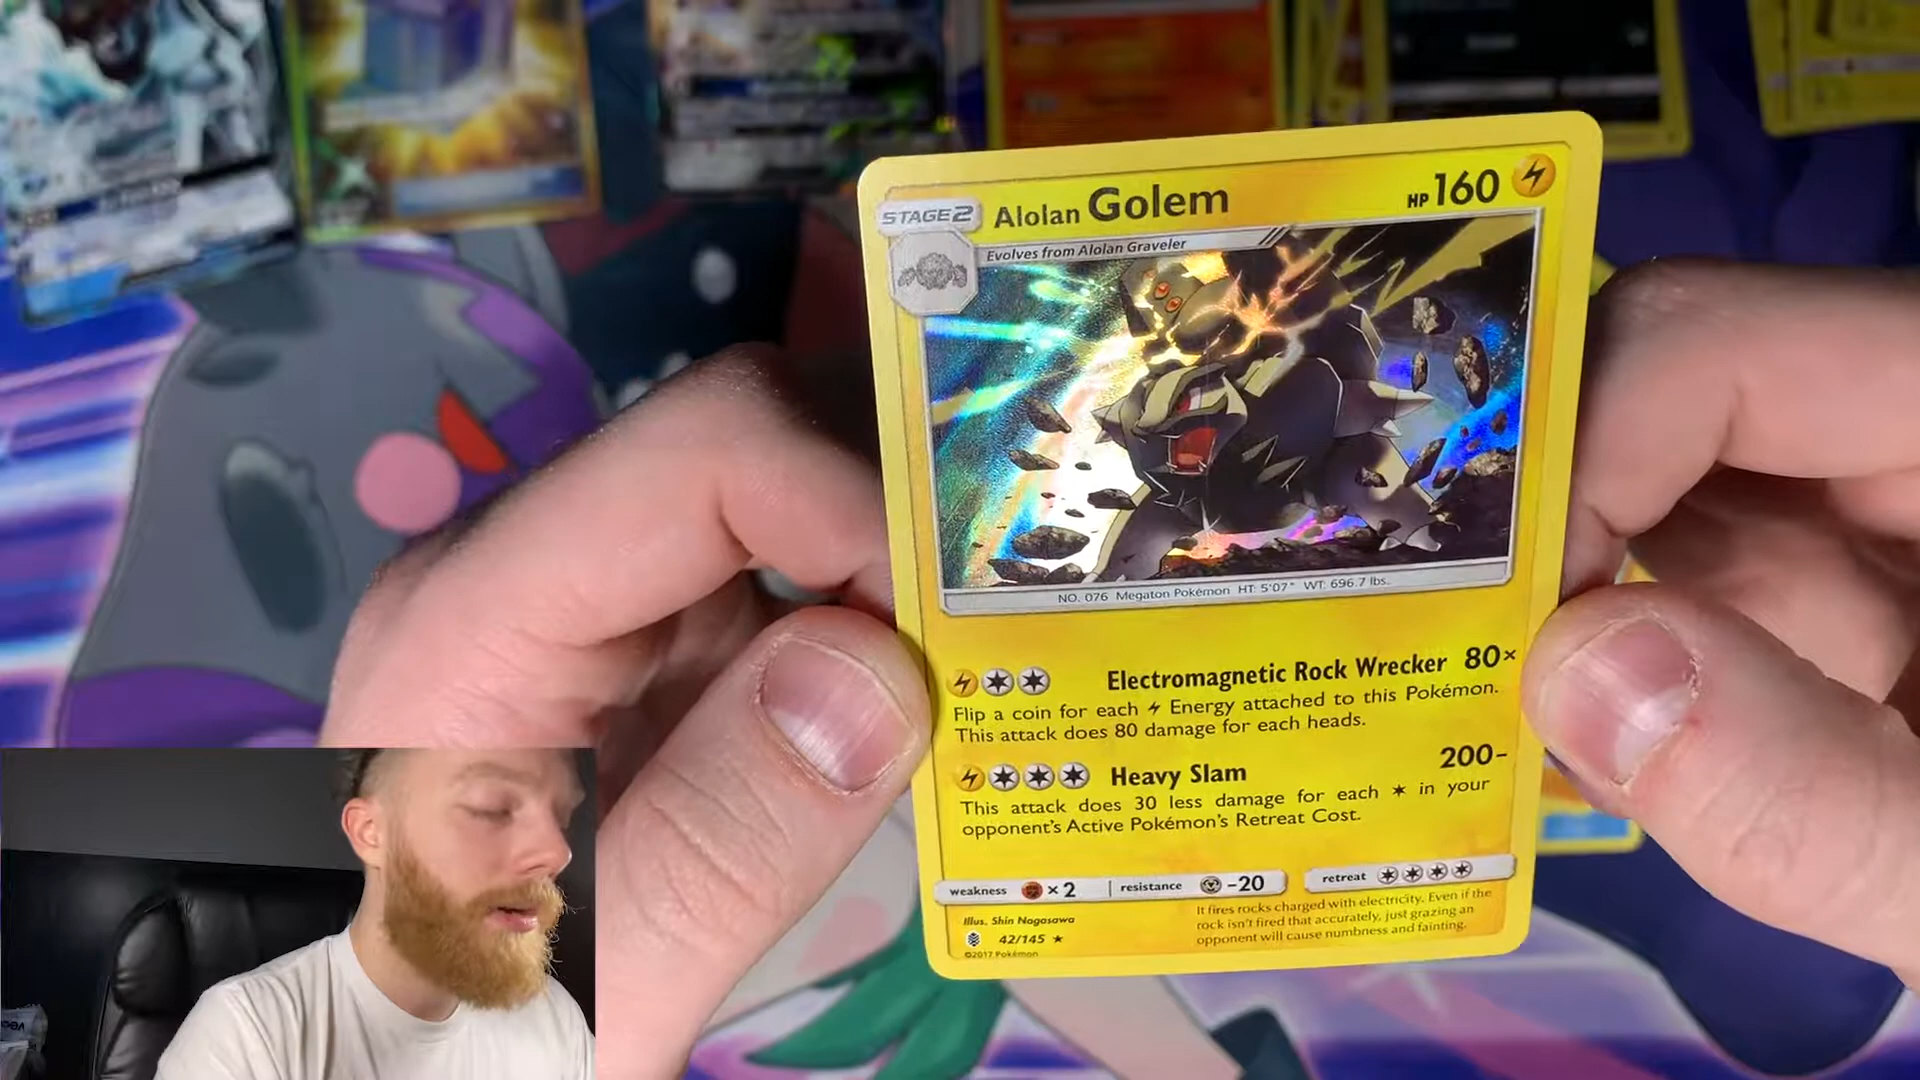 STAGE 2 Alolan Golem HP 160
Evolves from Alolan Graveler
NO. 076 Megaton Pokémon HT: 5'07" WT: 696.7 lbs.
Electromagnetic Rock Wrecker 80×
Flip a coin for each Energy attached to this Pokémon.
This attack does 80 damage for each heads.
Heavy Slam 200-
This attack does 30 less damage for each in your
opponent's Active Pokémon's Retreat Cost.
weakness ×2 resistance -20 retreat
Illus. Shin Nagasawa
42/145
©2017 Pokémon
It fires rocks charged with electricity. Even if the
rock isn't fired that accurately, just grazing an
opponent will cause numbness and fainting.